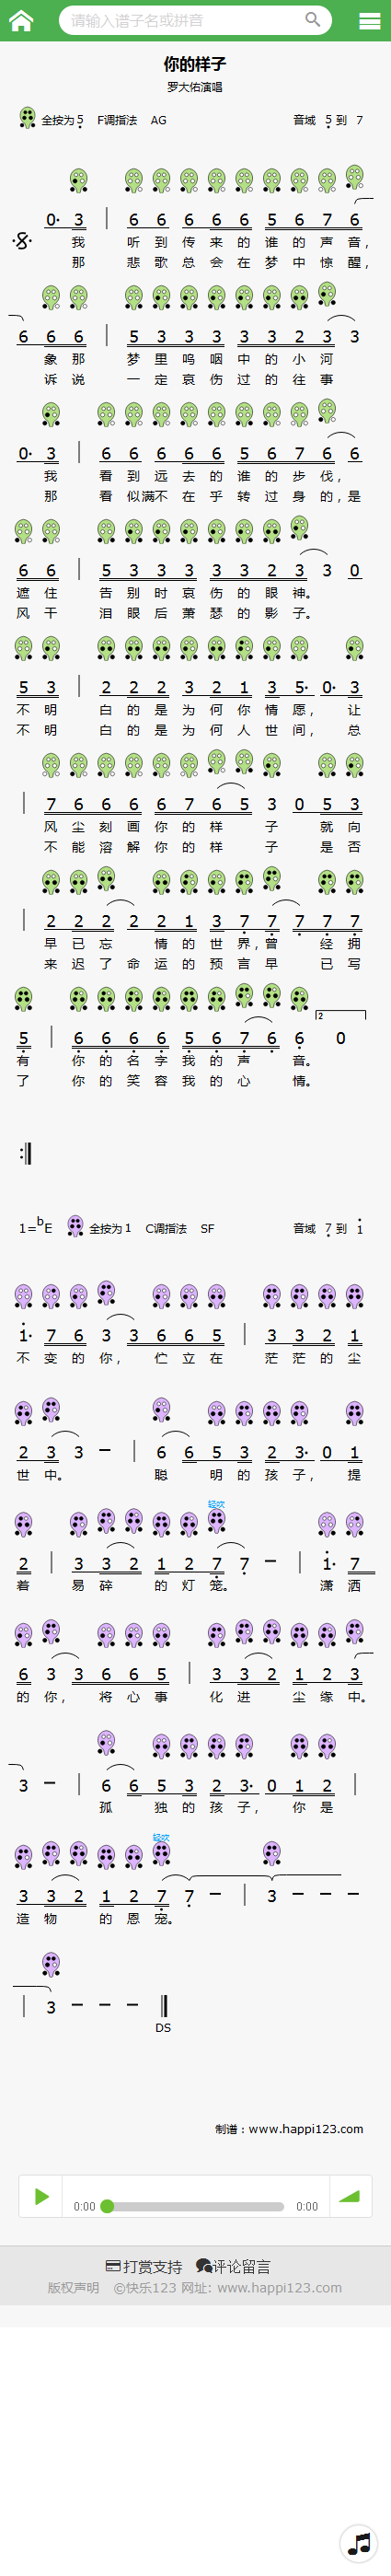 请输入谱子名或拼音
你的样子
罗大佑演唱
全按为5 F调指法 AG 音域 5 到 7
0· 3 | 6 6 6 6 6 5 6 7 6
我 听 到 传 来 的 谁 的 声 音,
那 悲 歌 总 会 在 梦 中 惊 醒,
6 6 6 | 5 3 3 3 3 3 2 3 3
象 那 梦 里 呜 咽 中 的 小 河
诉 说 一 定 哀 伤 过 的 往 事
0· 3 | 6 6 6 6 6 5 6 7 6 6
我 看 到 远 去 的 谁 的 步 伐,
那 看 似 满 不 在 乎 转 过 身 的, 是
6 6 | 5 3 3 3 3 3 2 3 3 0
遮 住 告 别 时 哀 伤 的 眼 神。
风 干 泪 眼 后 萧 瑟 的 影 子。
5 3 | 2 2 2 3 2 1 3 5· 0· 3
不 明 白 的 是 为 何 你 情 愿, 让
不 明 白 的 是 为 何 人 世 间, 总
| 7 6 6 6 6 7 6 5 3 0 5 3
风 尘 刻 画 你 的 样 子 就 向
不 能 溶 解 你 的 样 子 是 否
| 2 2 2 2 2 1 3 7 7 7 7 7
早 已 忘 情 的 世 界, 曾 经 拥
来 迟 了 命 运 的 预 言 早 已 写
5 | 6 6 6 6 5 6 7 6 6 2 0
有 你 的 名 字 我 的 声 音。
了 你 的 笑 容 我 的 心 情。
:||
1=bE 全按为1 C调指法 SF 音域 7 到 1
1· 7 6 3 3 6 6 5 | 3 3 2 1
不 变 的 你, 伫 立 在 茫 茫 的 尘
2 3 3 − | 6 6 5 3 2 3· 0 1
世 中。 聪 明 的 孩 子, 提
轻吹
2 | 3 3 2 1 2 7 7 − | 1· 7
着 易 碎 的 灯 笼。 潇 洒
6 3 3 6 6 5 | 3 3 2 1 2 3
的 你, 将 心 事 化 进 尘 缘 中。
3 − | 6 6 5 3 2 3· 0 1 2 |
孤 独 的 孩 子, 你 是
轻吹
3 3 2 1 2 7 7 − | 3 − − −
造 物 的 恩 宠。
| 3 − − − ||
DS
制谱：www.happi123.com
0:00 0:00
打赏支持 评论留言
版权声明 ©快乐123 网址: www.happi123.com